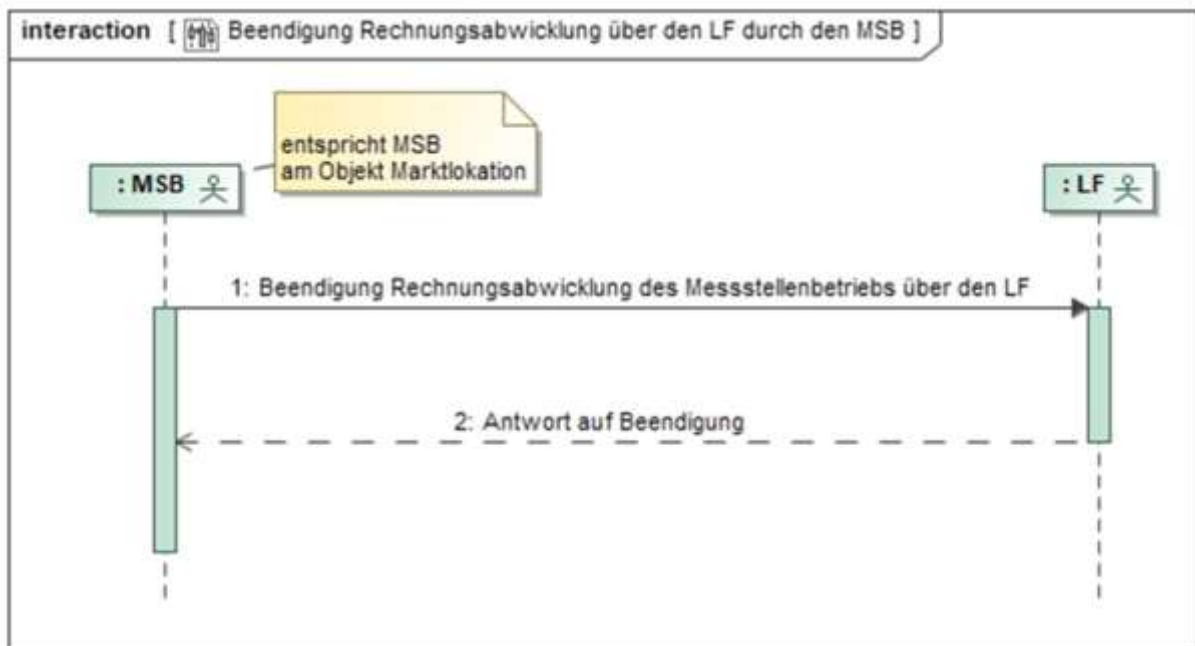 interaction [ Beendigung Rechnungsabwicklung über den LF durch den MSB ]
entspricht MSB
am Objekt Marktlokation
: MSB
: LF
1: Beendigung Rechnungsabwicklung des Messstellenbetriebs über den LF
2: Antwort auf Beendigung